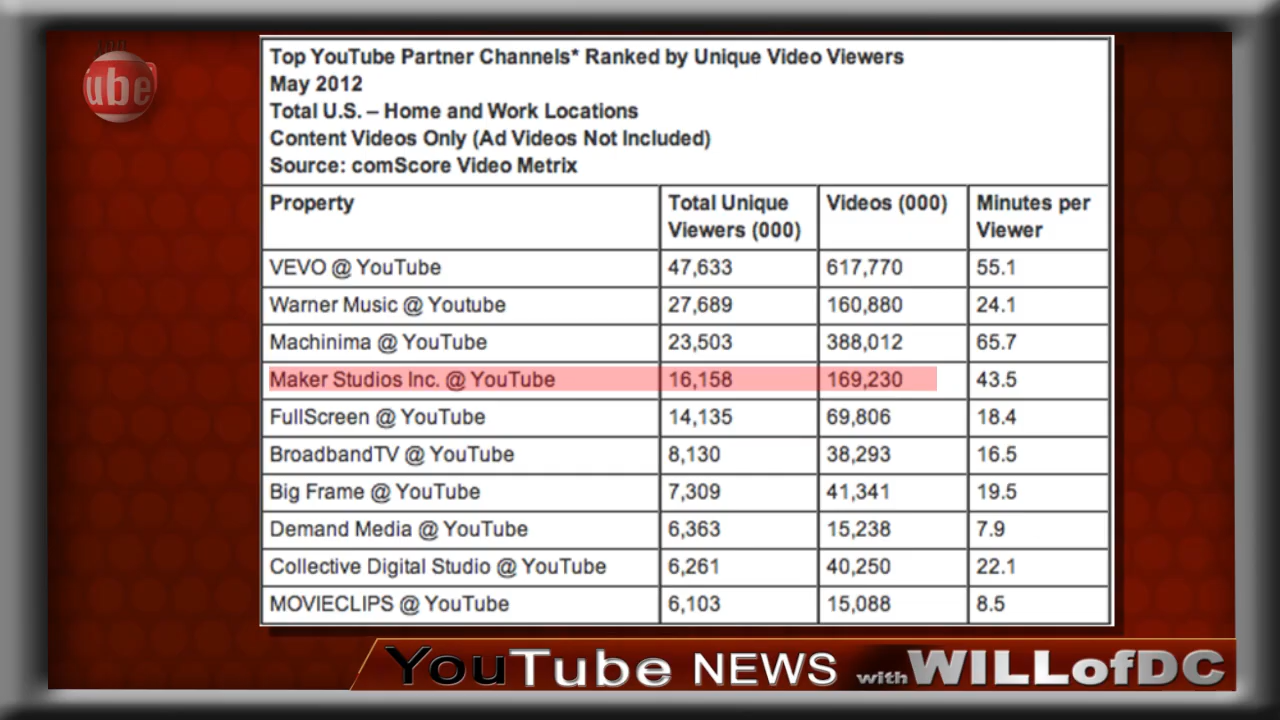 ube
Top YouTube Partner Channels* Ranked by Unique Video Viewers
May 2012
Total U.S. – Home and Work Locations
Content Videos Only (Ad Videos Not Included)
Source: comScore Video Metrix
Property Total Unique Viewers (000) Videos (000) Minutes per Viewer
VEVO @ YouTube 47,633 617,770 55.1
Warner Music @ Youtube 27,689 160,880 24.1
Machinima @ YouTube 23,503 388,012 65.7
Maker Studios Inc. @ YouTube 16,158 169,230 43.5
FullScreen @ YouTube 14,135 69,806 18.4
BroadbandTV @ YouTube 8,130 38,293 16.5
Big Frame @ YouTube 7,309 41,341 19.5
Demand Media @ YouTube 6,363 15,238 7.9
Collective Digital Studio @ YouTube 6,261 40,250 22.1
MOVIECLIPS @ YouTube 6,103 15,088 8.5
YouTube NEWS with WILLofDC